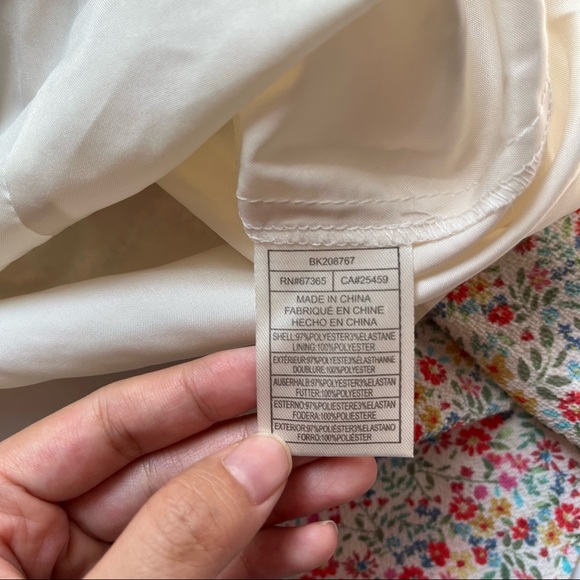 BK208767
RN#67365 CA#25459
MADE IN CHINA
FABRIQUÉ EN CHINE
HECHO EN CHINA
SHELL:97%POLYESTER3%ELASTANE
LINING:100%POLYESTER
EXTÉRIEUR:97%POLYESTE3%ÉLASTHANNE
DOUBLURE:100%POLYESTER
AUßERHALB:97%POLYESTER3%ELASTAN
FUTTER:100%POLYESTER
ESTERNO:97%POLIESTERE3%ELASTAN
FODERA:100%POLIESTERE
EXTERIOR:97%POLIÉSTER3%ELASTANO
FORRO:100%POLIÉSTER